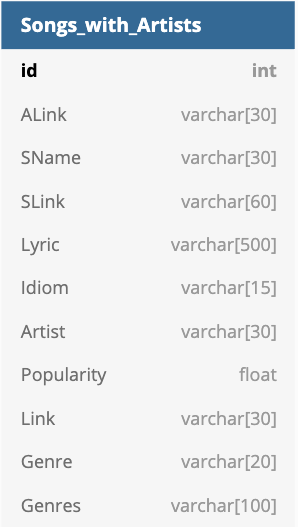 Songs_with_Artists
id int
ALink varchar[30]
SName varchar[30]
SLink varchar[60]
Lyric varchar[500]
Idiom varchar[15]
Artist varchar[30]
Popularity float
Link varchar[30]
Genre varchar[20]
Genres varchar[100]